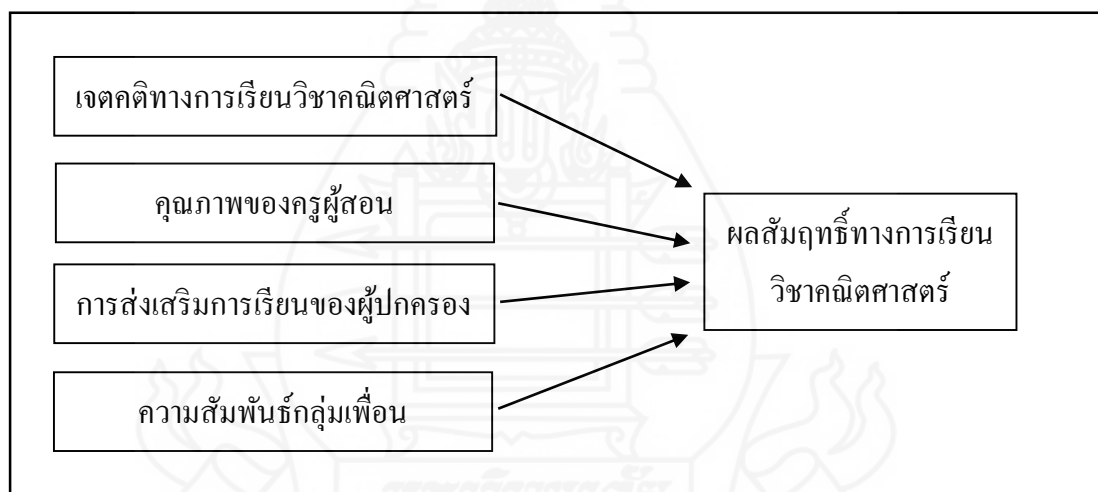 เจตคติทางการเรียนวิชาคณิตศาสตร์
คุณภาพของครูผู้สอน
การส่งเสริมการเรียนของผู้ปกครอง
ความสัมพันธ์กลุ่มเพื่อน
ผลสัมฤทธิ์ทางการเรียน
วิชาคณิตศาสตร์